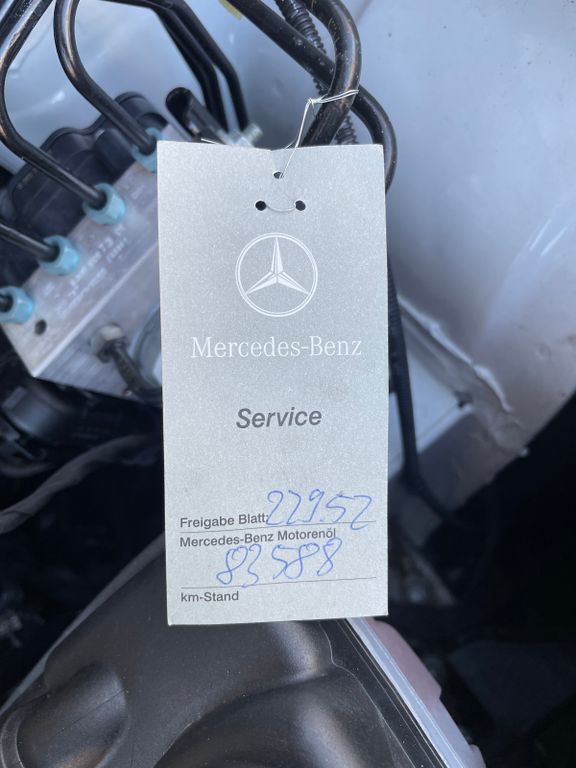 Mercedes-Benz
Service
Freigabe Blatt: 229.52
Mercedes-Benz Motorenöl
83588
km-Stand